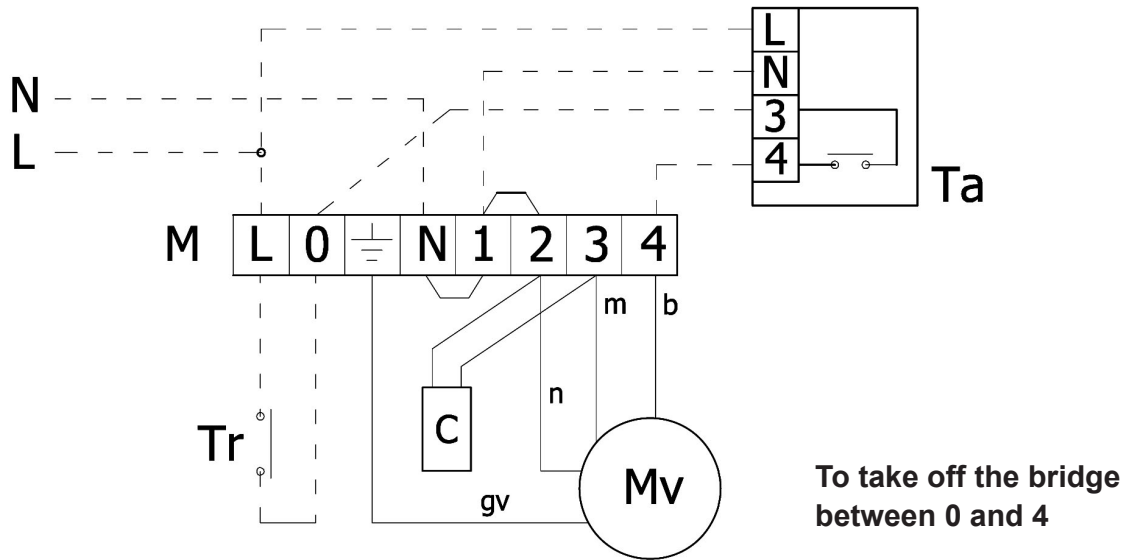 L
N
N
3
L
4
Ta
M L 0 N 1 2 3 4
m b
n
C
Tr
Mv
gv
To take off the bridge
between 0 and 4